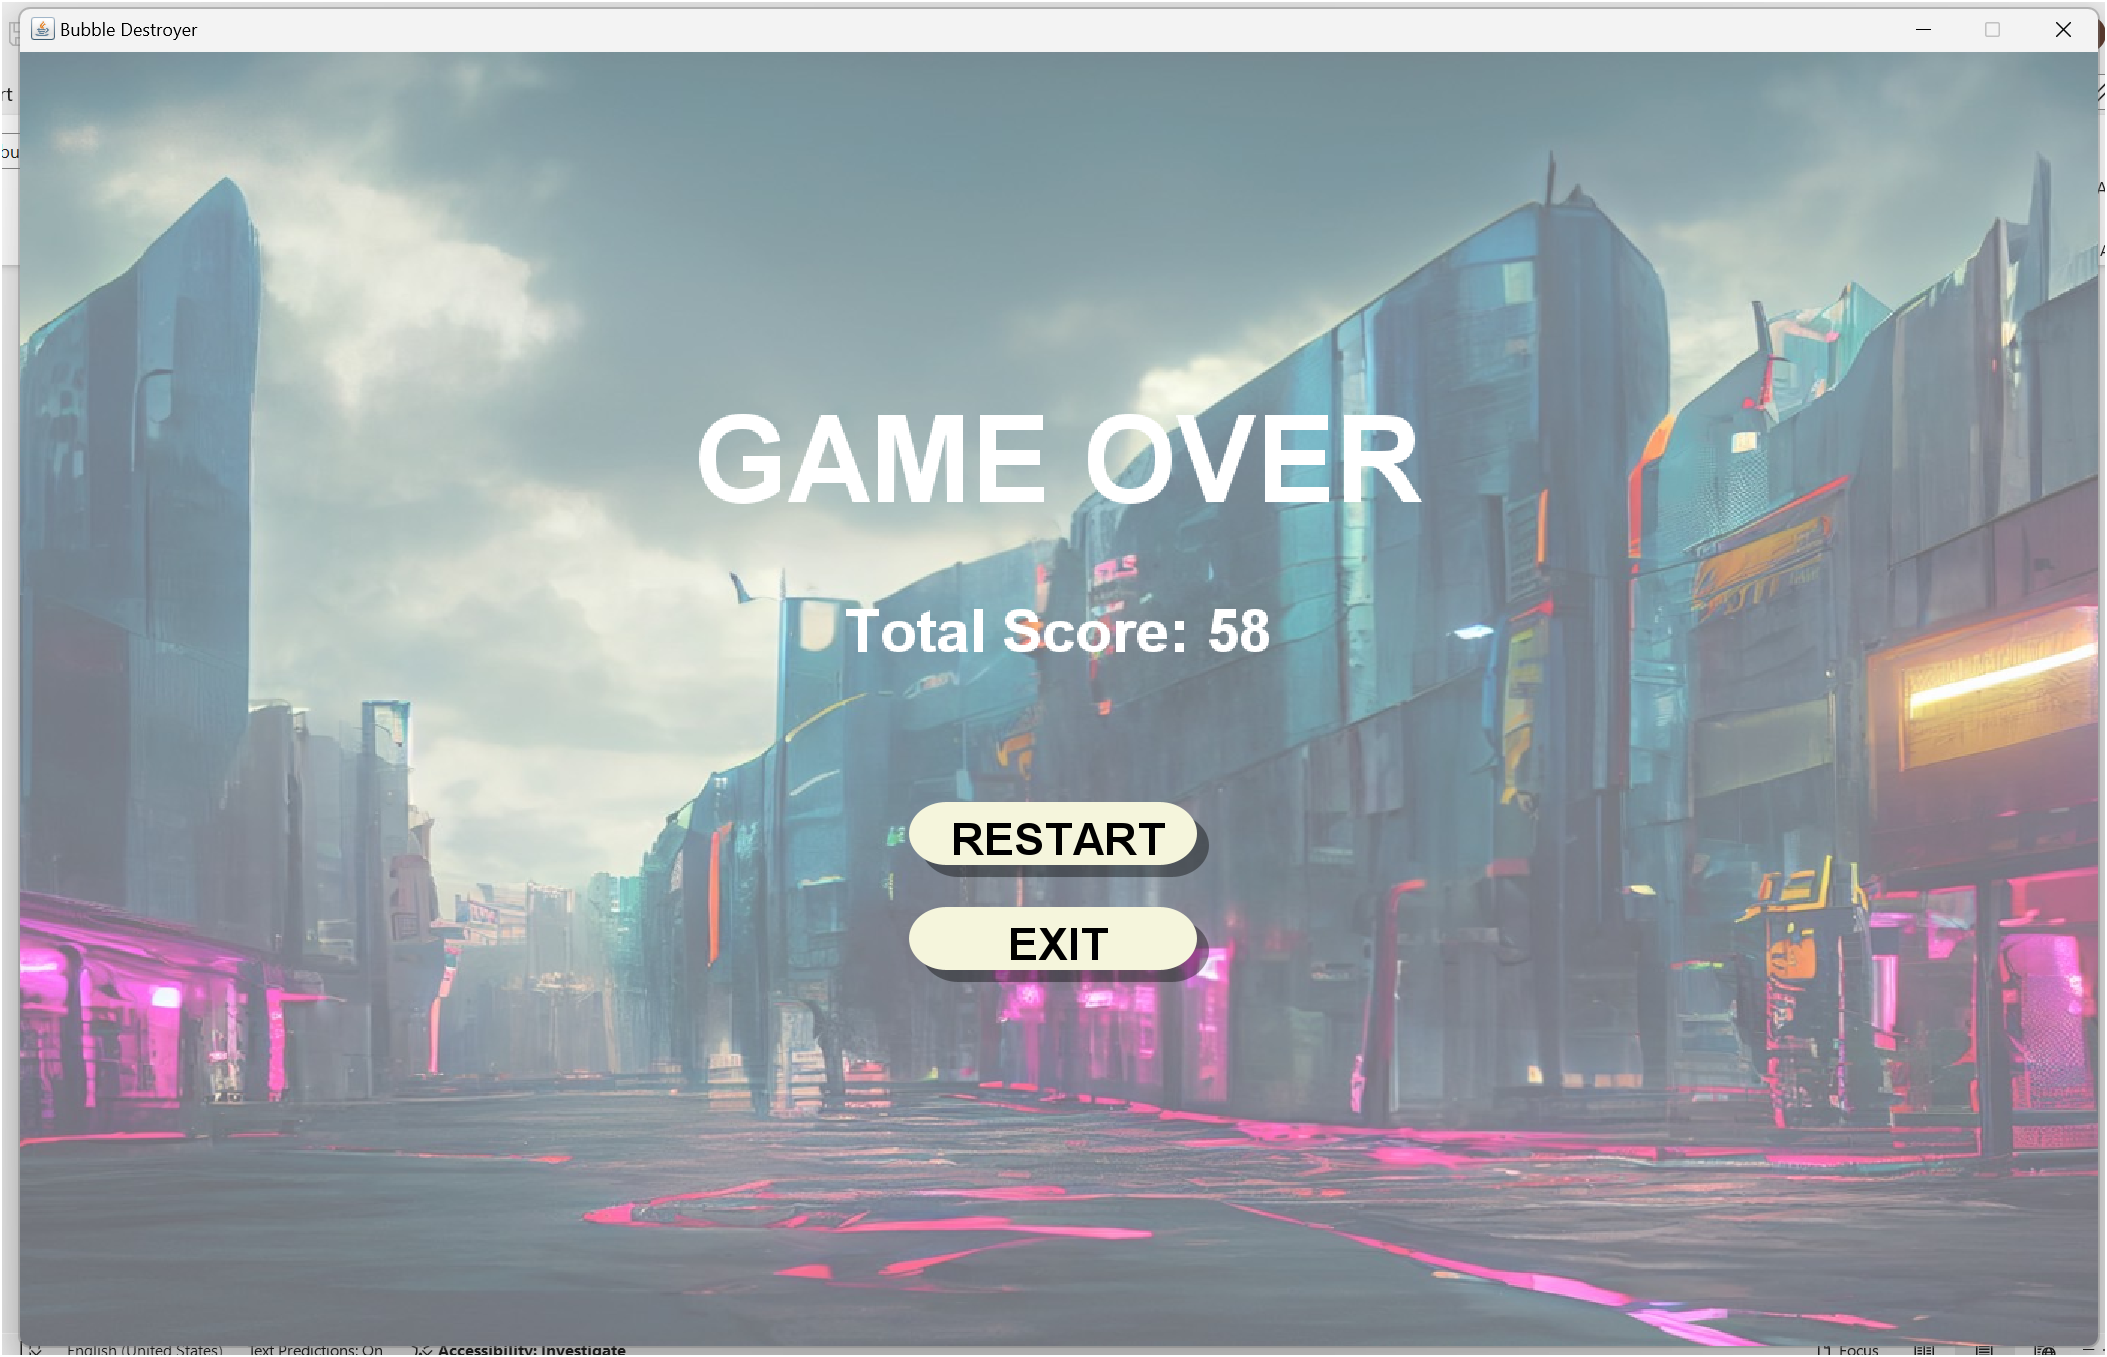 Bubble Destroyer
GAME OVER
Total Score: 58
RESTART
EXIT
English (United States) Text Predictions: On Accessibility: Investigate Focus